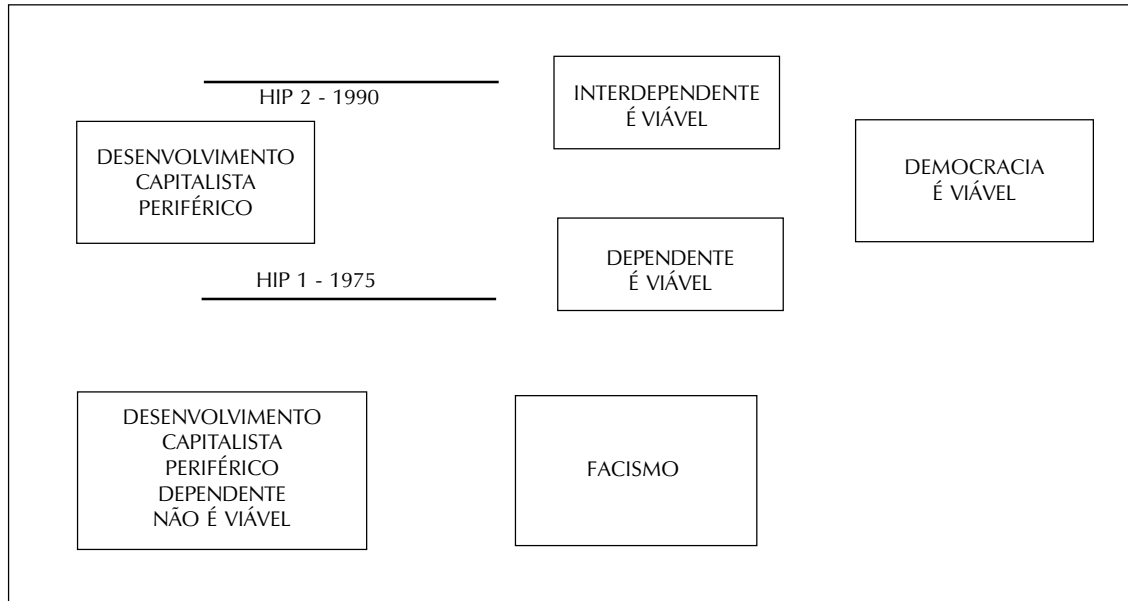 HIP 2 - 1990
INTERDEPENDENTE
É VIÁVEL
DESENVOLVIMENTO
CAPITALISTA
PERIFÉRICO
DEMOCRACIA
É VIÁVEL
DEPENDENTE
É VIÁVEL
HIP 1 - 1975
DESENVOLVIMENTO
CAPITALISTA
PERIFÉRICO
DEPENDENTE
NÃO É VIÁVEL
FACISMO